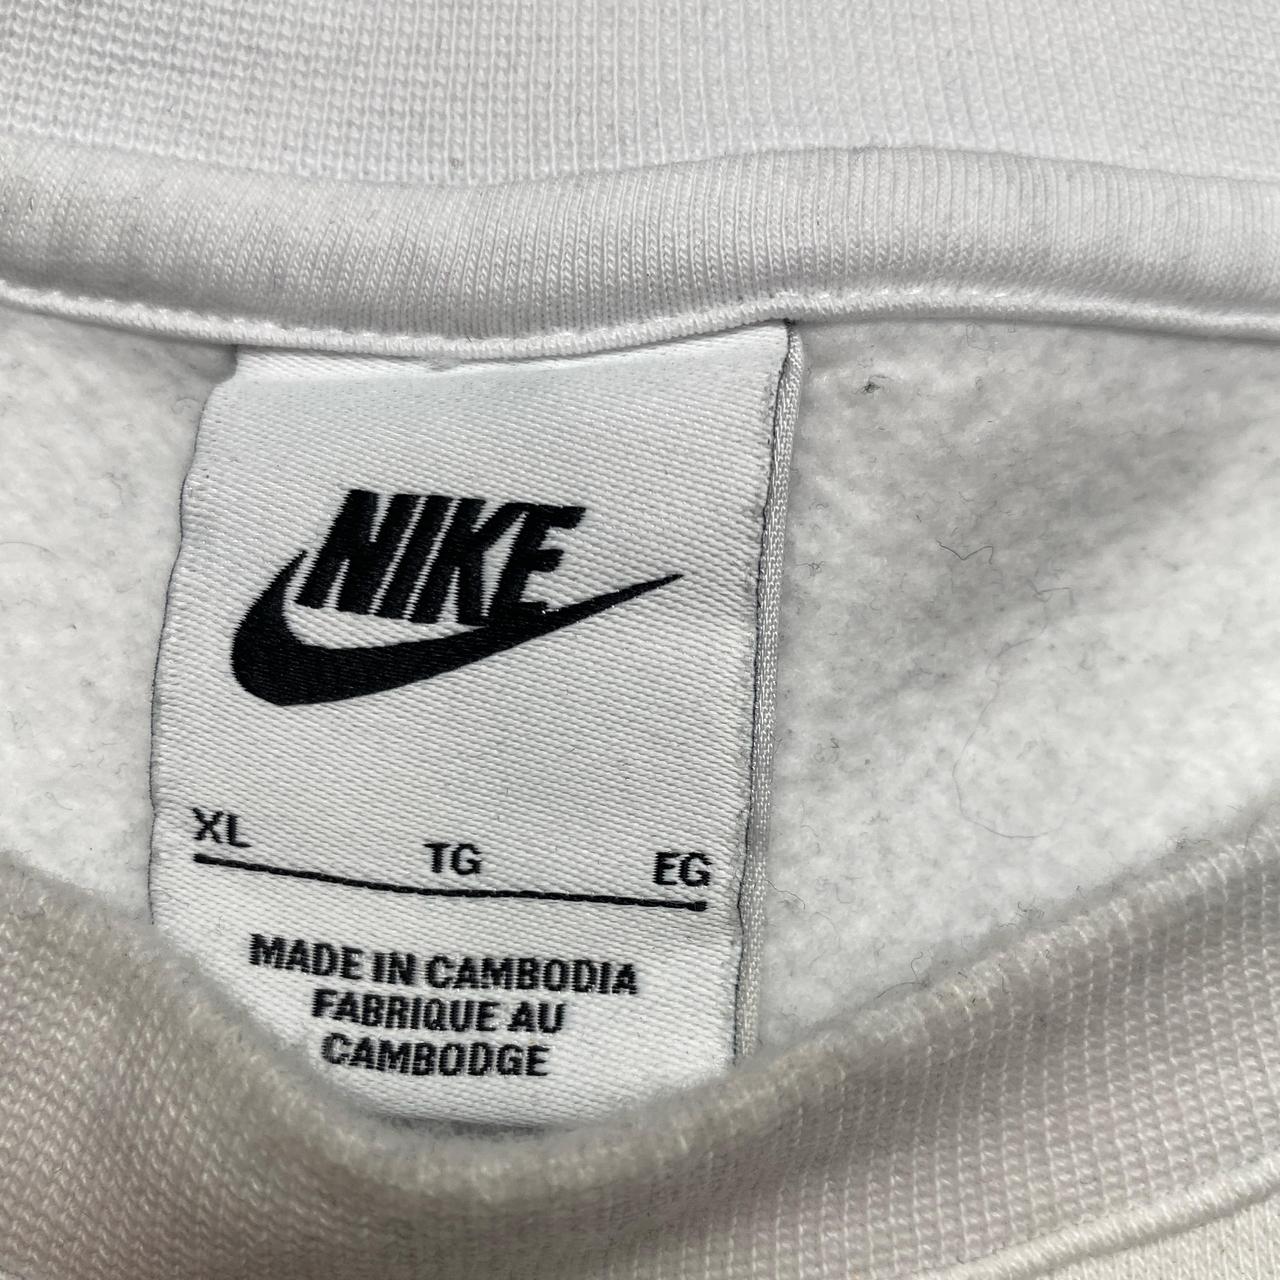 NIKE
XL TG EG
MADE IN CAMBODIA
FABRIQUE AU
CAMBODGE